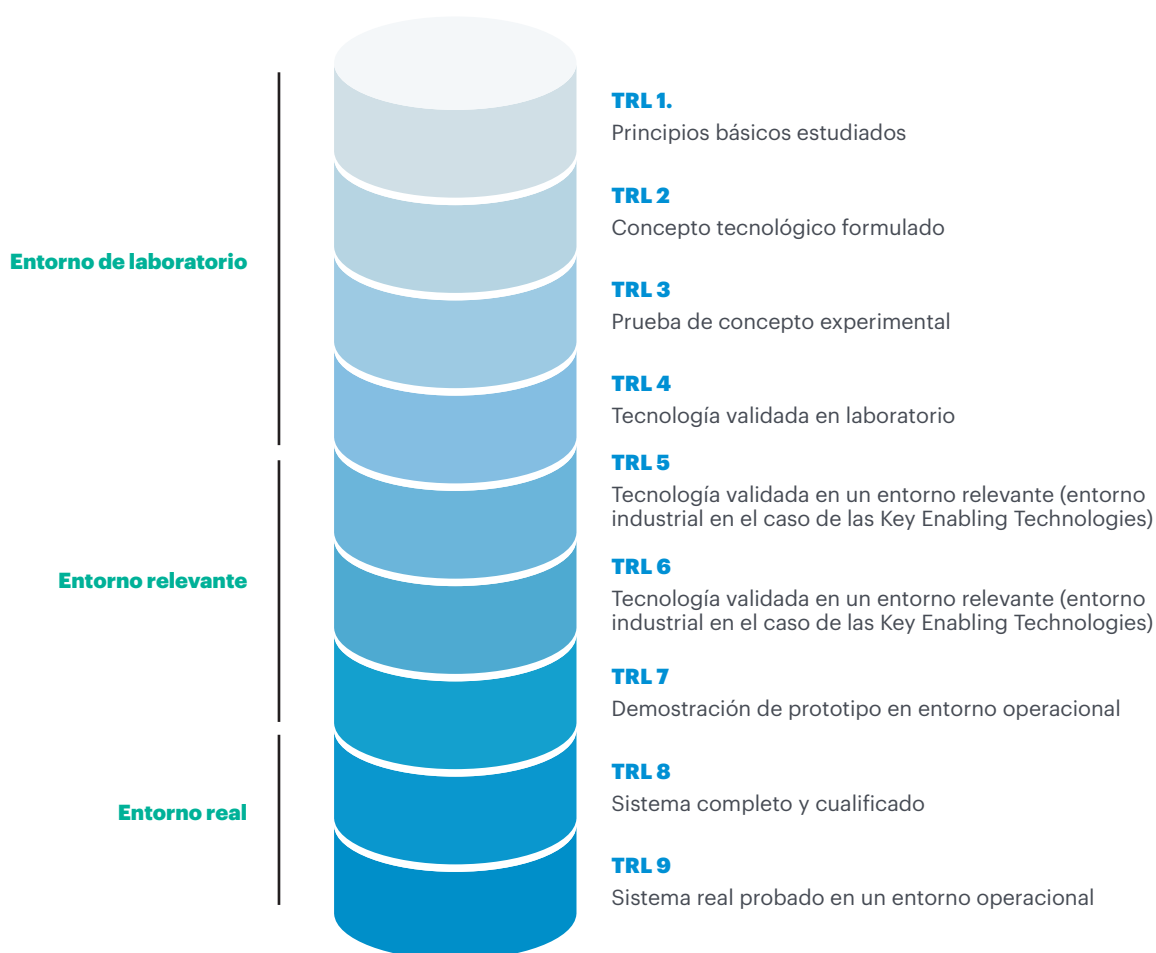 TRL 1.
Principios básicos estudiados
TRL 2
Concepto tecnológico formulado
Entorno de laboratorio
TRL 3
Prueba de concepto experimental
TRL 4
Tecnología validada en laboratorio
TRL 5
Tecnología validada en un entorno relevante (entorno
industrial en el caso de las Key Enabling Technologies)
Entorno relevante
TRL 6
Tecnología validada en un entorno relevante (entorno
industrial en el caso de las Key Enabling Technologies)
TRL 7
Demostración de prototipo en entorno operacional
TRL 8
Sistema completo y cualificado
Entorno real
TRL 9
Sistema real probado en un entorno operacional